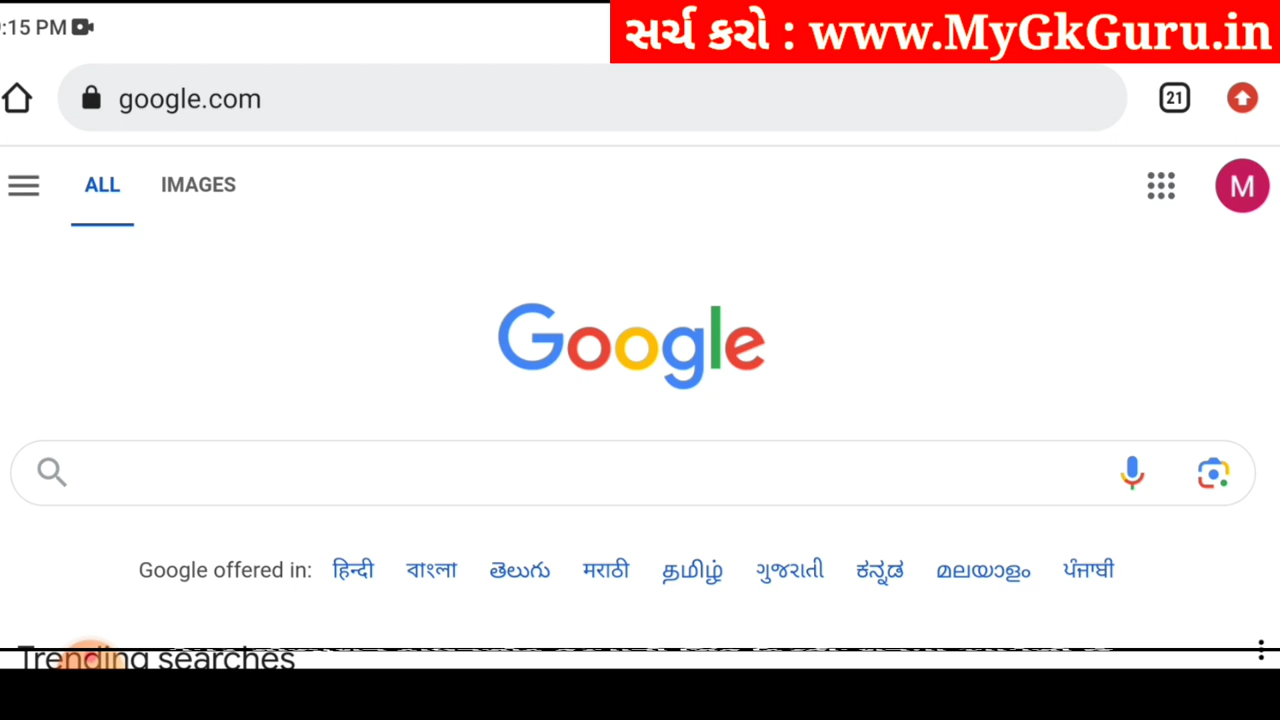 :15 PM
સર્ચ કરો : www.MyGkGuru.in
google.com
21
ALL IMAGES
M
Google
Google offered in: हिन्दी বাংলা తెలుగు मराठी தமிழ் ગુજરાતી ಕನ್ನಡ മലയാളം ਪੰਜਾਬੀ
Trending searches